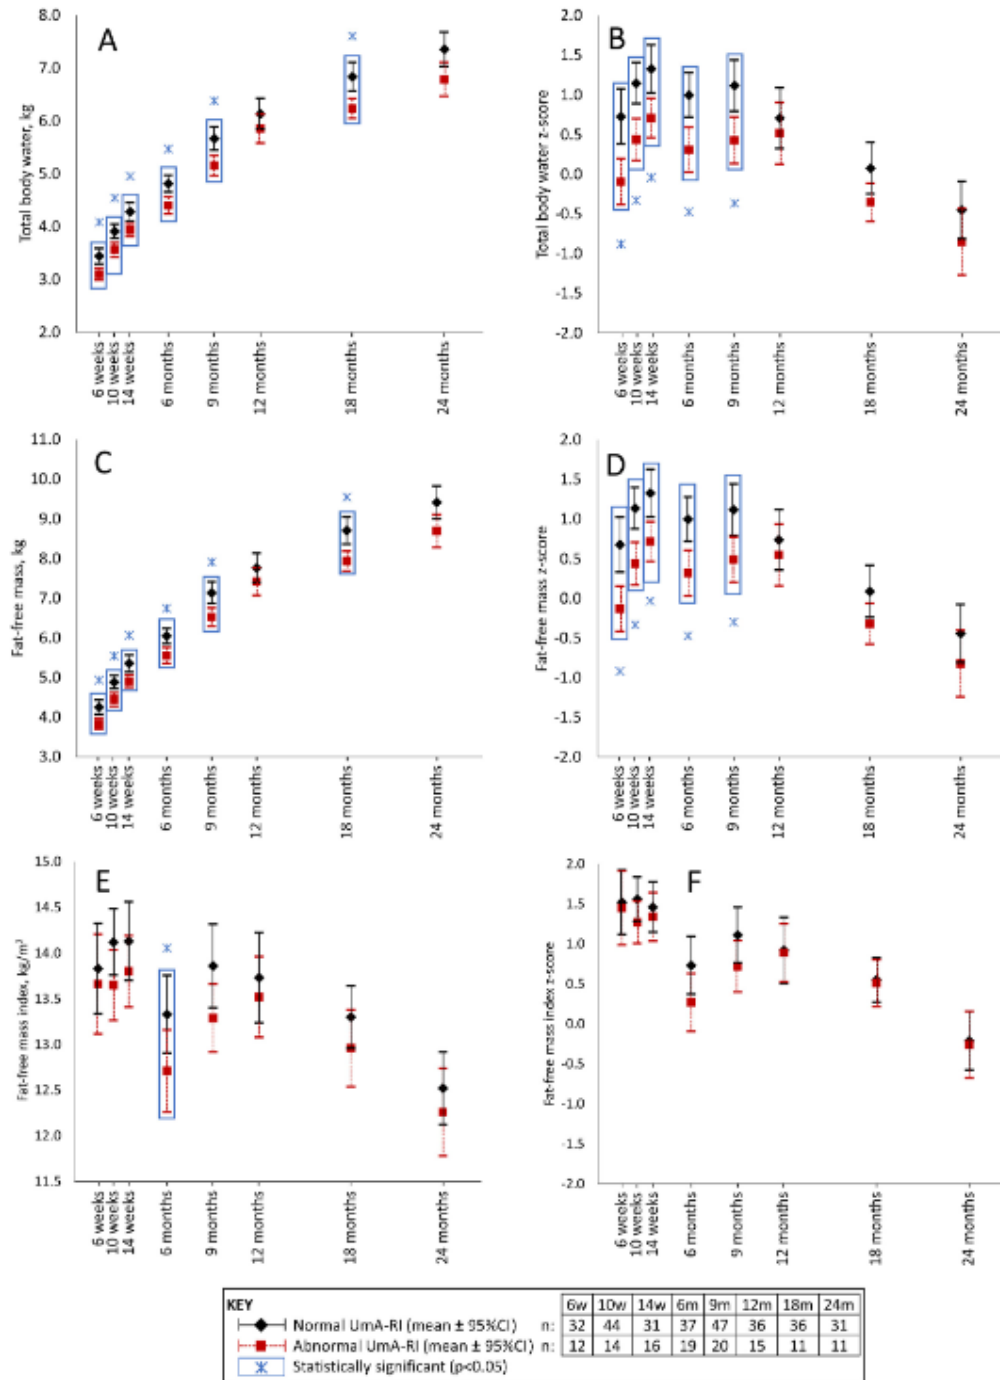 A
Total body water, kg
8.0
7.0
6.0
5.0
4.0
3.0
2.0
6 weeks
10 weeks
14 weeks
6 months
9 months
12 months
18 months
24 months
B
Total body water z-score
2.0
1.5
1.0
0.5
0.0
-0.5
-1.0
-1.5
-2.0
6 weeks
10 weeks
14 weeks
6 months
9 months
12 months
18 months
24 months
C
Fat-free mass, kg
11.0
10.0
9.0
8.0
7.0
6.0
5.0
4.0
3.0
6 weeks
10 weeks
14 weeks
6 months
9 months
12 months
18 months
24 months
D
Fat-free mass z-score
2.0
1.5
1.0
0.5
0.0
-0.5
-1.0
-1.5
-2.0
6 weeks
10 weeks
14 weeks
6 months
9 months
12 months
18 months
24 months
E
Fat-free mass index, kg/m²
15.0
14.5
14.0
13.5
13.0
12.5
12.0
11.5
6 weeks
10 weeks
14 weeks
6 months
9 months
12 months
18 months
24 months
F
Fat-free mass index z-score
2.0
1.5
1.0
0.5
0.0
-0.5
-1.0
-1.5
-2.0
6 weeks
10 weeks
14 weeks
6 months
9 months
12 months
18 months
24 months
KEY 6w 10w 14w 6m 9m 12m 18m 24m
Normal UmA-RI (mean ± 95%CI) n: 32 44 31 37 47 36 36 31
Abnormal UmA-RI (mean ± 95%CI) n: 12 14 16 19 20 15 11 11
Statistically significant (p<0.05)